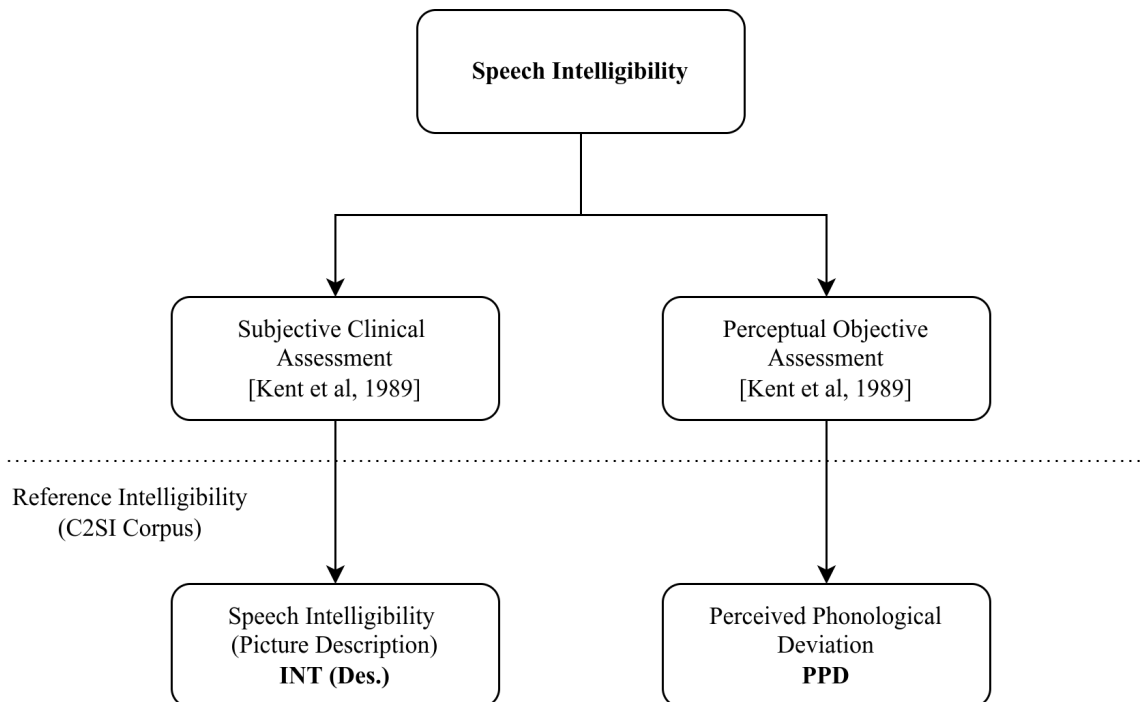 Speech Intelligibility
Subjective Clinical
Assessment
[Kent et al, 1989]
Perceptual Objective
Assessment
[Kent et al, 1989]
Reference Intelligibility
(C2SI Corpus)
Speech Intelligibility
(Picture Description)
INT (Des.)
Perceived Phonological
Deviation
PPD